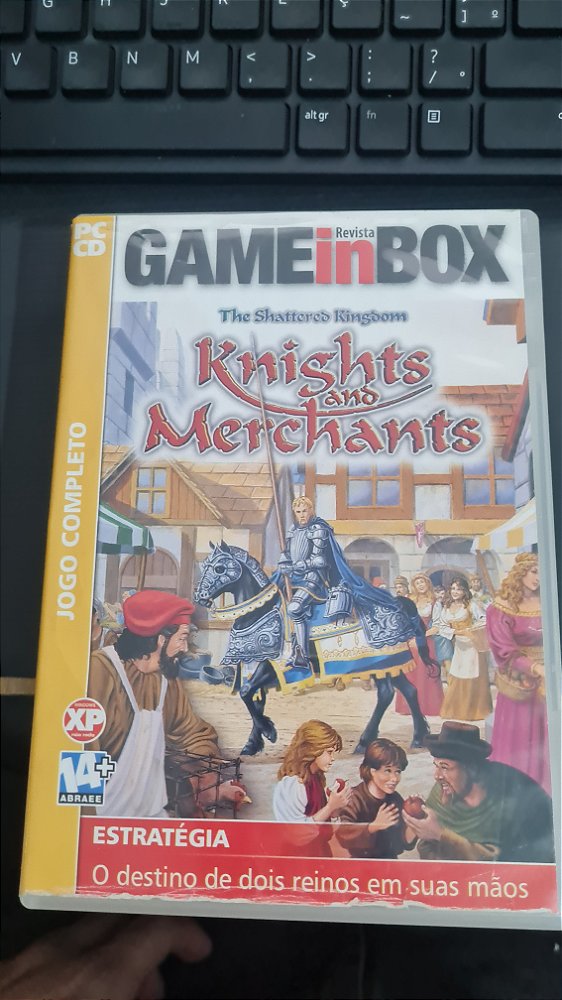 G
Ç
]
º
V
B
N
M
<
,
>
.
:
;
?
/
°
alt gr
fn
PC
CD
Revista
GAMEinBOX
The Shattered Kingdom
Knights
and
Merchants
JOGO COMPLETO
XP
14+
ABRAEE
ESTRATÉGIA
O destino de dois reinos em suas mãos